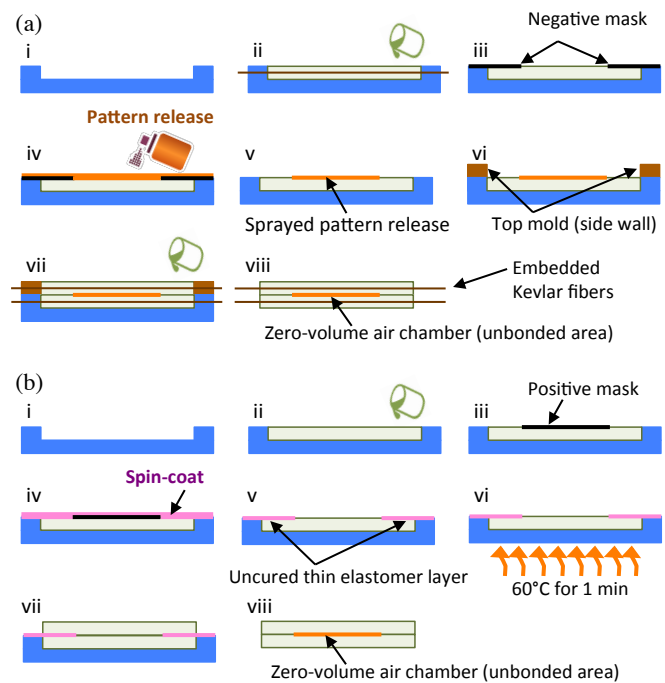 (a)
i
ii
Negative mask
iii
Pattern release
iv
v
vi
Sprayed pattern release
Top mold (side wall)
vii
viii
Embedded
Kevlar fibers
Zero-volume air chamber (unbonded area)
(b)
i
ii
Positive mask
iii
Spin-coat
iv
v
vi
Uncured thin elastomer layer
60°C for 1 min
vii
viii
Zero-volume air chamber (unbonded area)